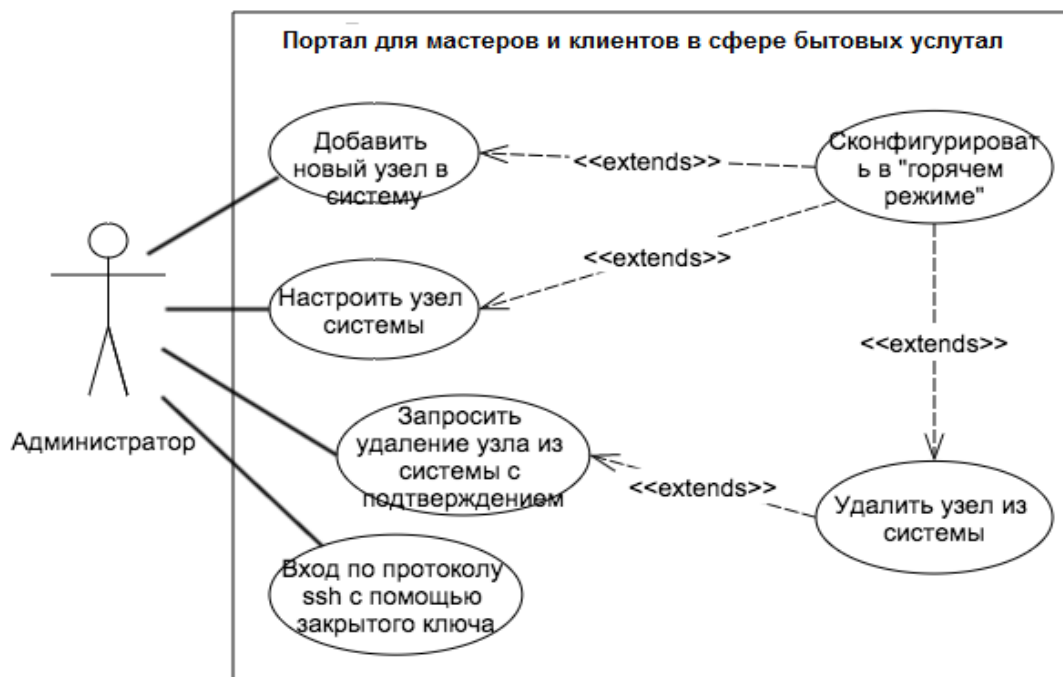 Портал для мастеров и клиентов в сфере бытовых услутал
Добавить
новый узел в
систему
<<extends>>
Сконфигурироват
ь в "горячем
режиме"
<<extends>>
Настроить узел
системы
<<extends>>
Администратор
Запросить
удаление узла из
системы с
подтверждением
<<extends>>
Удалить узел из
системы
Вход по протоколу
ssh с помощью
закрытого ключа